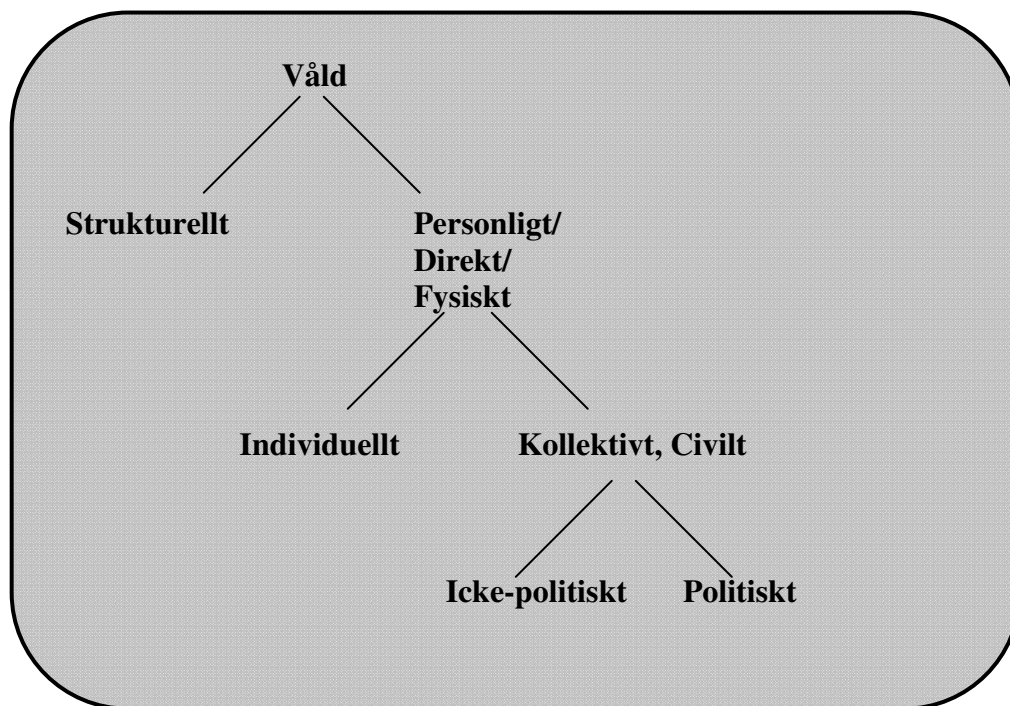 Våld
Strukturellt
Personligt/
Direkt/
Fysiskt
Individuellt
Kollektivt, Civilt
Icke-politiskt
Politiskt